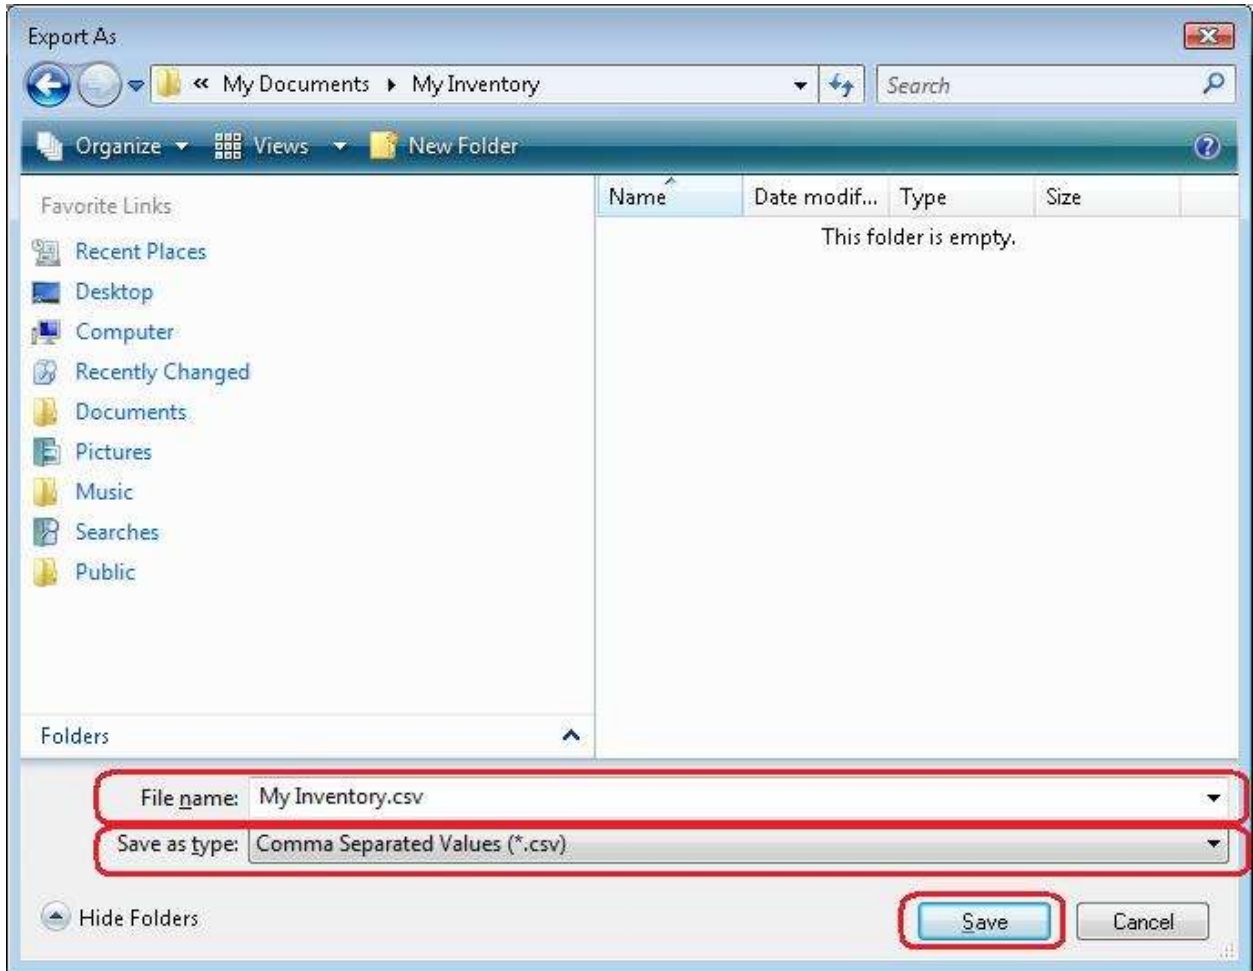 Export As
« My Documents My Inventory Search
Organize Views New Folder
Favorite Links
Recent Places
Desktop
Computer
Recently Changed
Documents
Pictures
Music
Searches
Public
Folders
Name Date modif... Type Size
This folder is empty.
File name: My Inventory.csv
Save as type: Comma Separated Values (*.csv)
Hide Folders Save Cancel